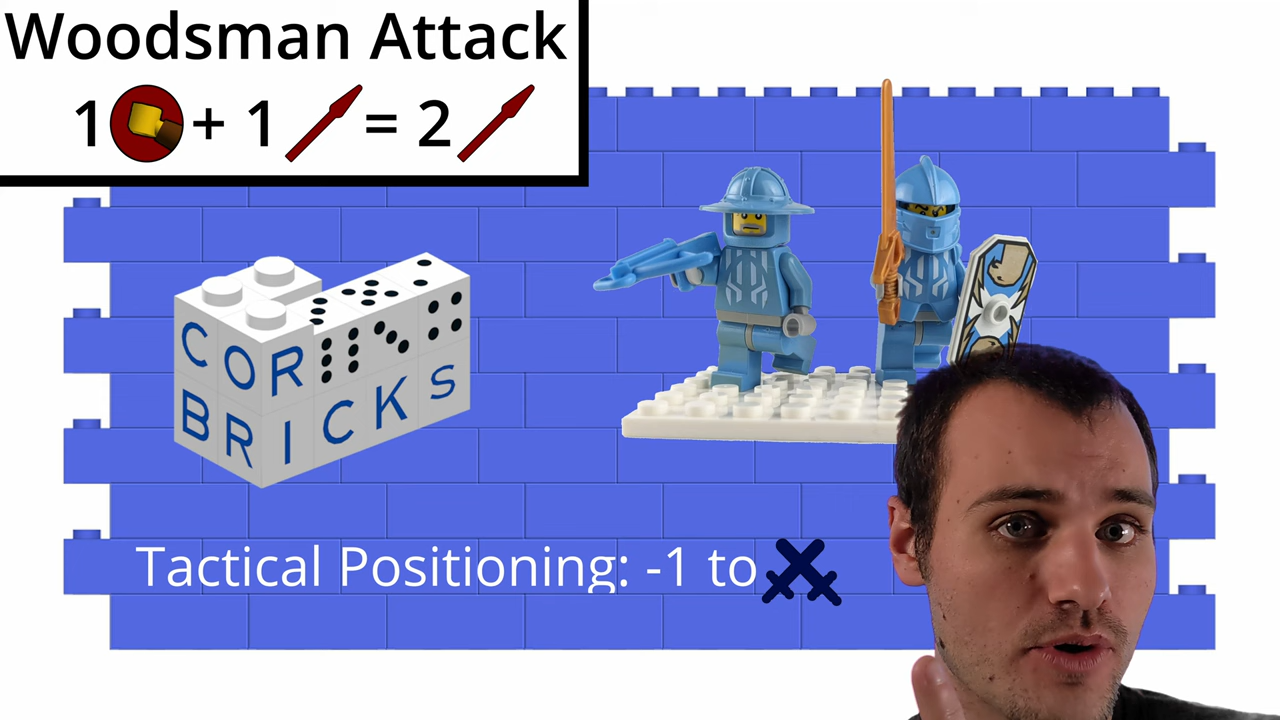 Woodsman Attack
1 + 1 = 2
COR
BRICKS
Tactical Positioning: -1 to